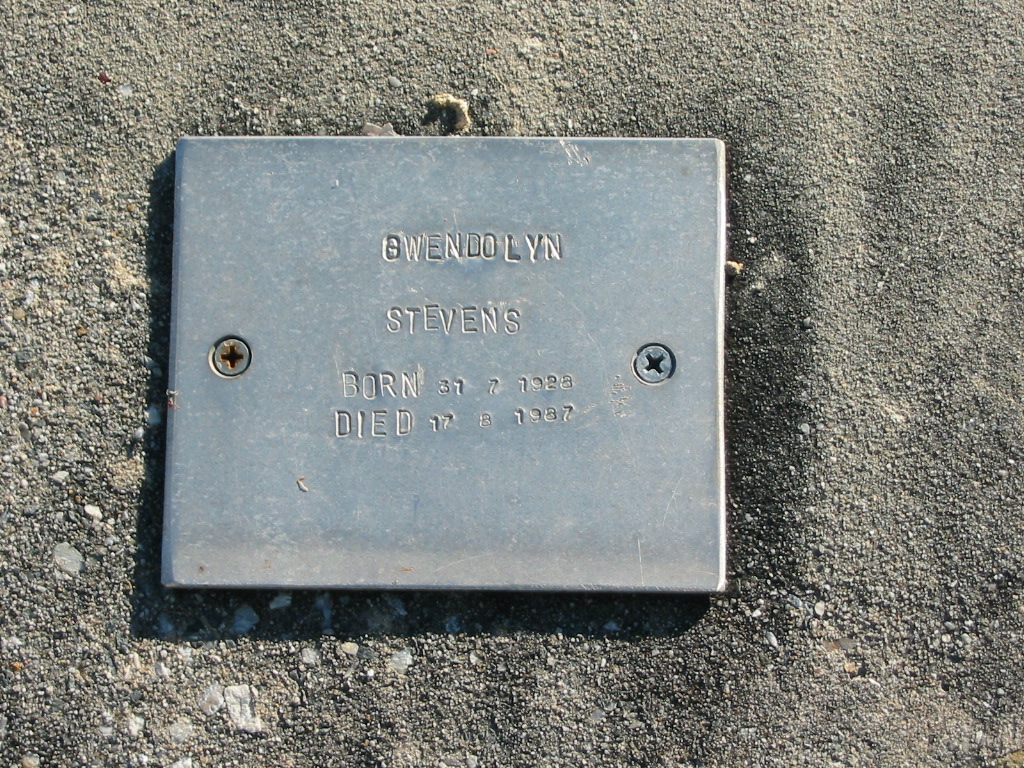 GWENDOLYN
STEVENS
BORN 31 7 1928
DIED 17 8 1987